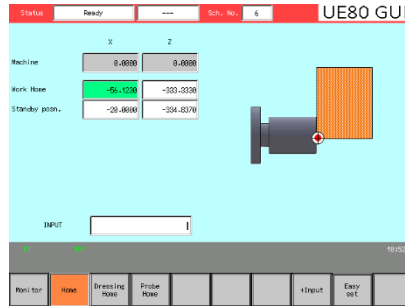 Status Ready --- Sch. No. 6 UE80 GUI
X Z
Machine 0.0000 0.0000
Work Home -56.1230 -333.3330
Standby posn. -20.0000 -334.8370
INPUT
10:53
Monitor Home Dressing Home Probe Home +Input Easy set